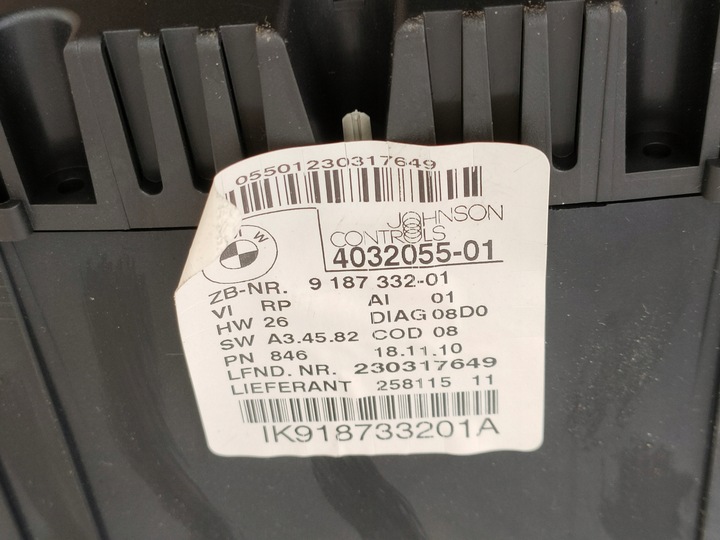 05501230317649
MW
JOHNSON
CONTROLS
4032055-01
ZB-NR. 9 187 332-01
VI RP AI 01
HW 26 DIAG 08D0
SW A3.45.82 COD 08
PN 846 18.11.10
LFND. NR. 230317649
LIEFERANT 258115 11
IK918733201A